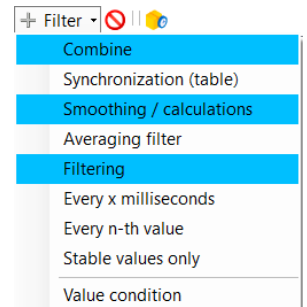 Filter
Combine
Synchronization (table)
Smoothing / calculations
Averaging filter
Filtering
Every x milliseconds
Every n-th value
Stable values only
Value condition